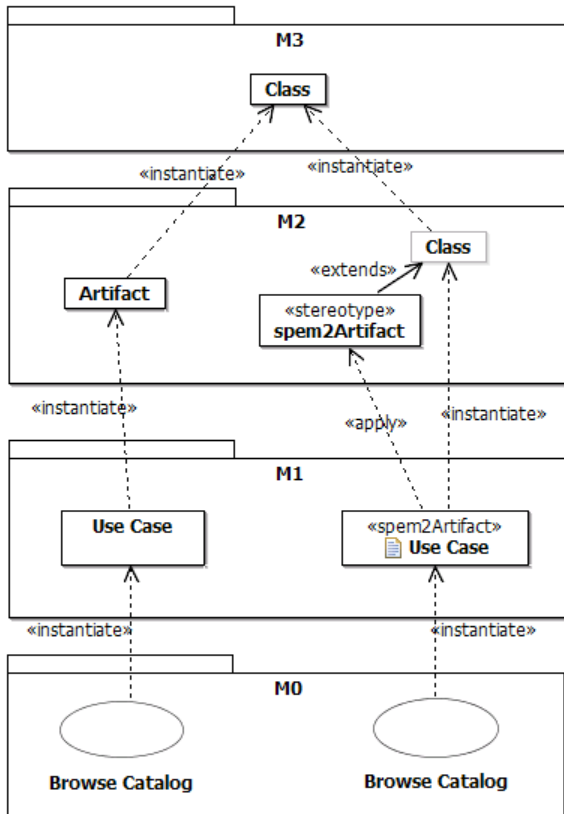 M3
Class
«instantiate» «instantiate»
M2
Class
«extends»
Artifact
«stereotype»
spem2Artifact
«instantiate» «apply» «instantiate»
M1
Use Case
«spem2Artifact»
Use Case
«instantiate» «instantiate»
M0
Browse Catalog Browse Catalog